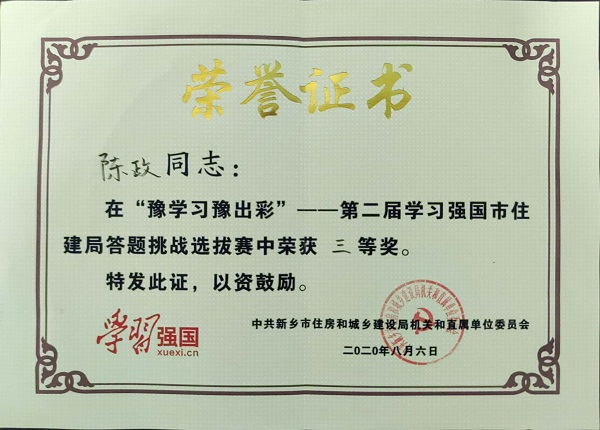 荣誉证书
陈政同志：
在“豫学习豫出彩”——第二届学习强国市住
建局答题挑战选拔赛中荣获 三 等奖。
特发此证，以资鼓励。
学习强国
xuexi.cn
中共新乡市住房和城乡建设局机关和直属单位委员会
二〇二〇年八月六日